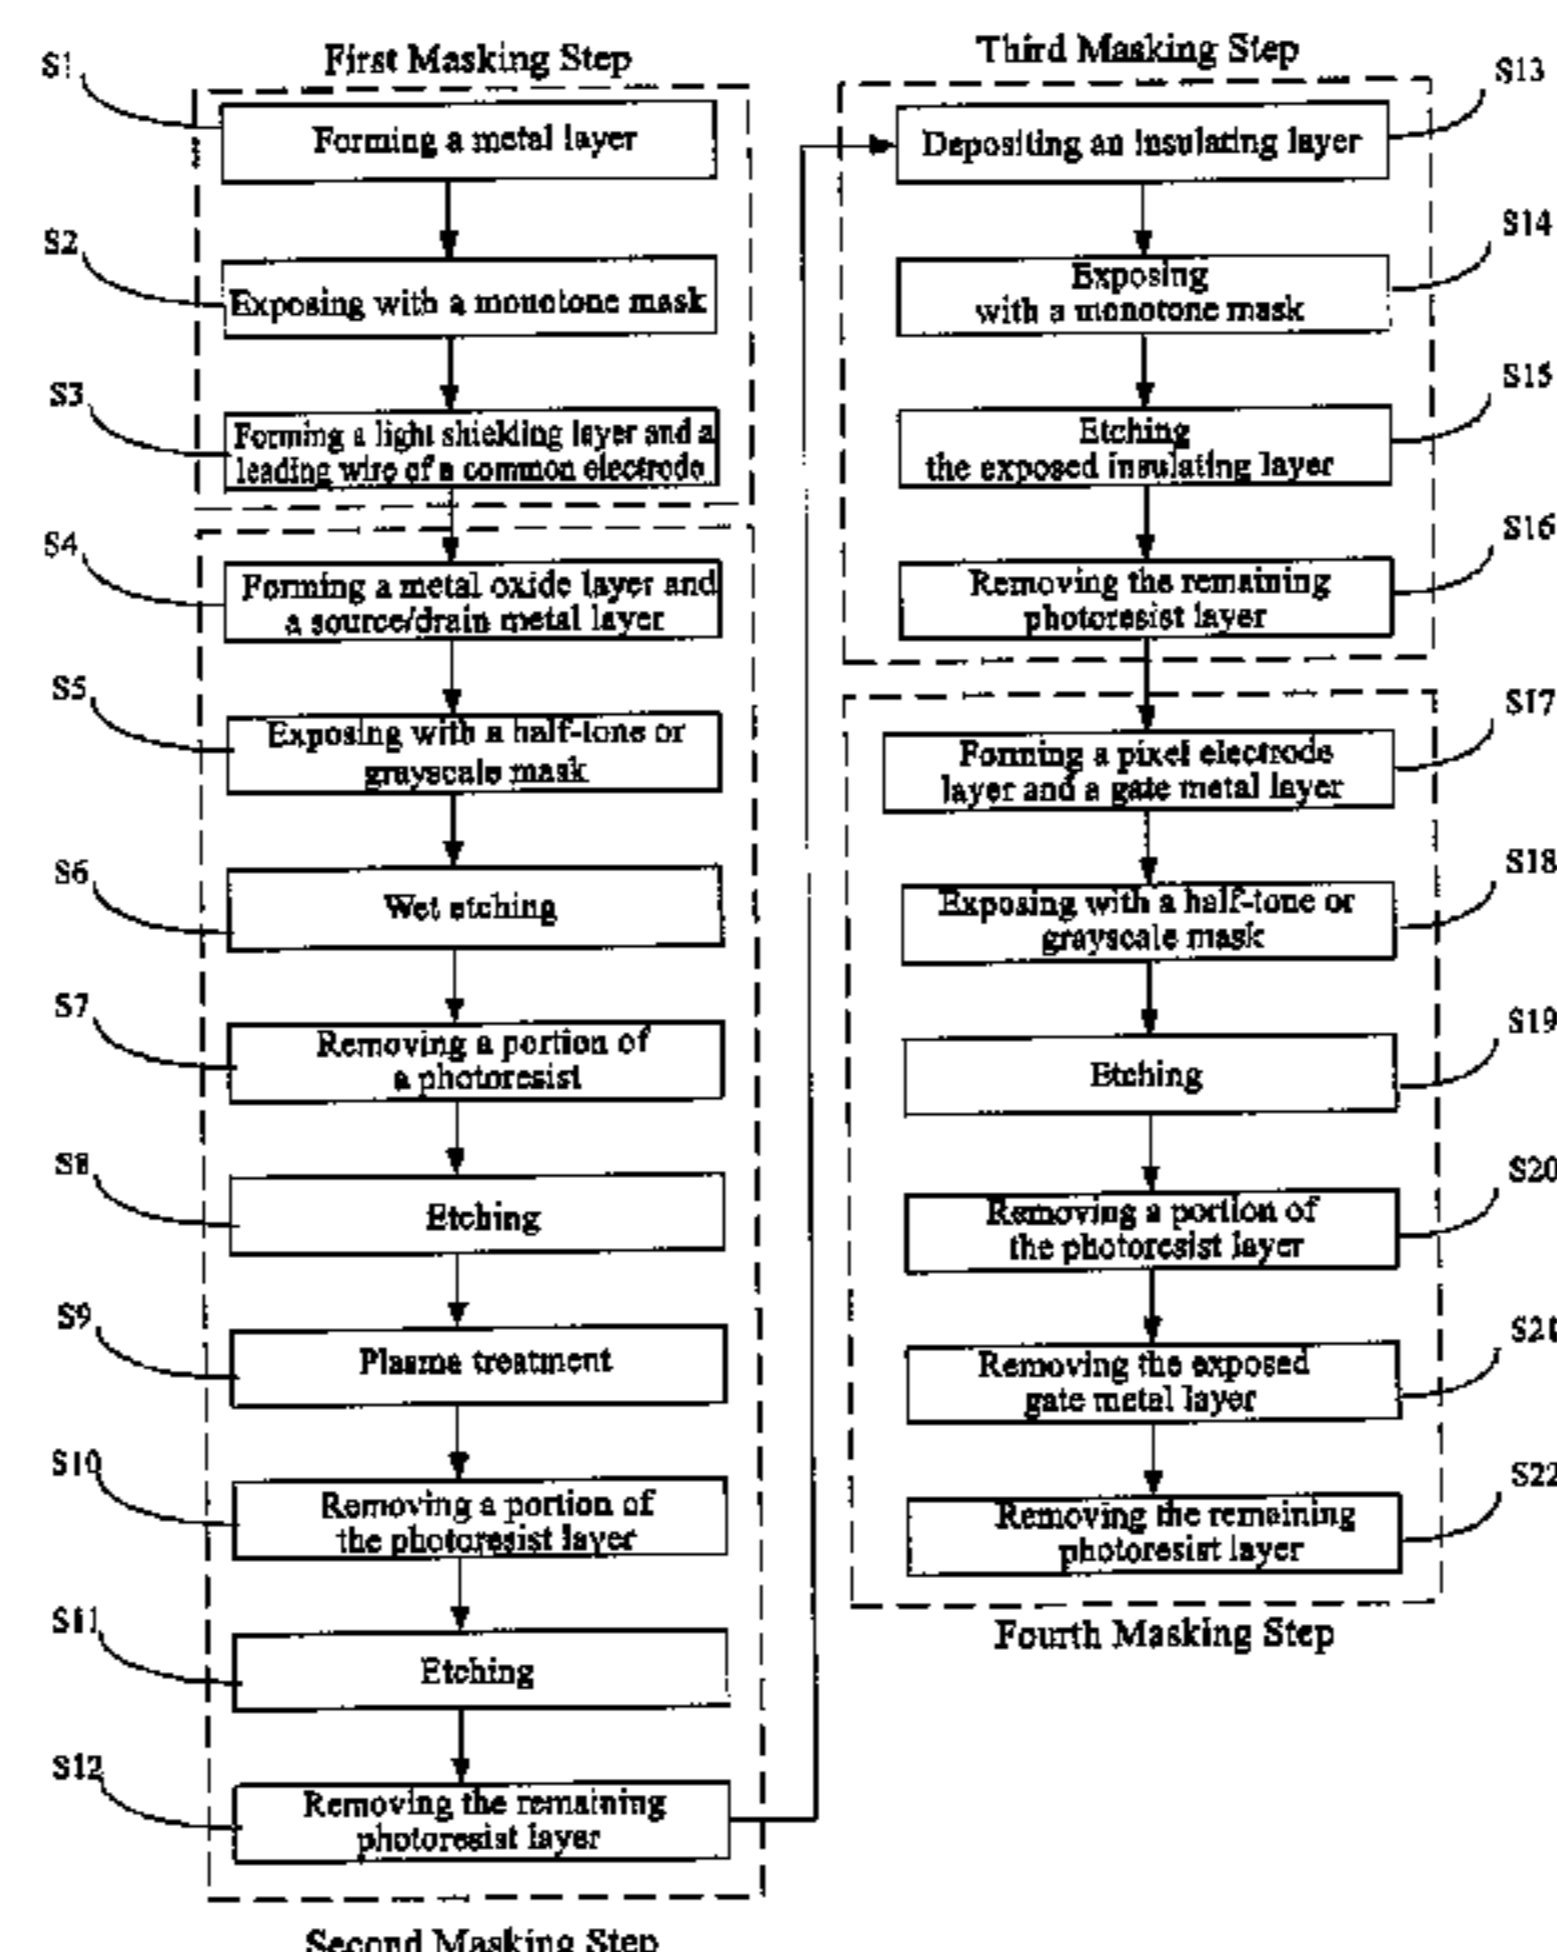 First Masking Step
S1
Forming a metal layer
S2
Exposing with a monotone mask
S3
Forming a light shielding layer and a
leading wire of a common electrode
S4
Forming a metal oxide layer and
a source/drain metal layer
S5
Exposing with a half-tone or
grayscale mask
S6
Wet etching
S7
Removing a portion of
a photoresist
S8
Etching
S9
Plasma treatment
S10
Removing a portion of
the photoresist layer
S11
Etching
S12
Removing the remaining
photoresist layer
Second Masking Step
Third Masking Step
S13
Depositing an insulating layer
S14
Exposing
with a monotone mask
S15
Etching
the exposed insulating layer
S16
Removing the remaining
photoresist layer
S17
Forming a pixel electrode
layer and a gate metal layer
S18
Exposing with a half-tone or
grayscale mask
S19
Etching
S20
Removing a portion of
the photoresist layer
S21
Removing the exposed
gate metal layer
S22
Removing the remaining
photoresist layer
Fourth Masking Step